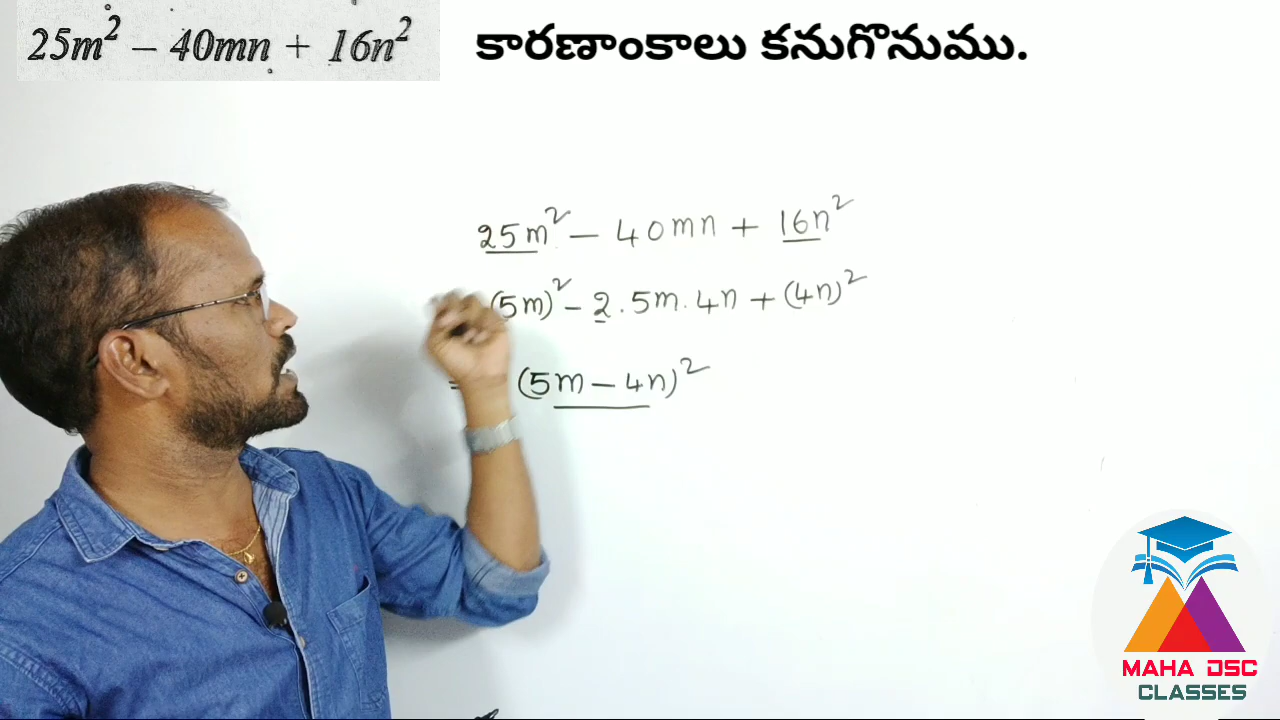 25m² – 40mn + 16n² కారణాంకాలు కనుగొనుము.
25m² – 40mn + 16n²
(5m)² – 2 . 5m . 4n + (4n)²
= (5m – 4n)²
MAHA DSC
CLASSES